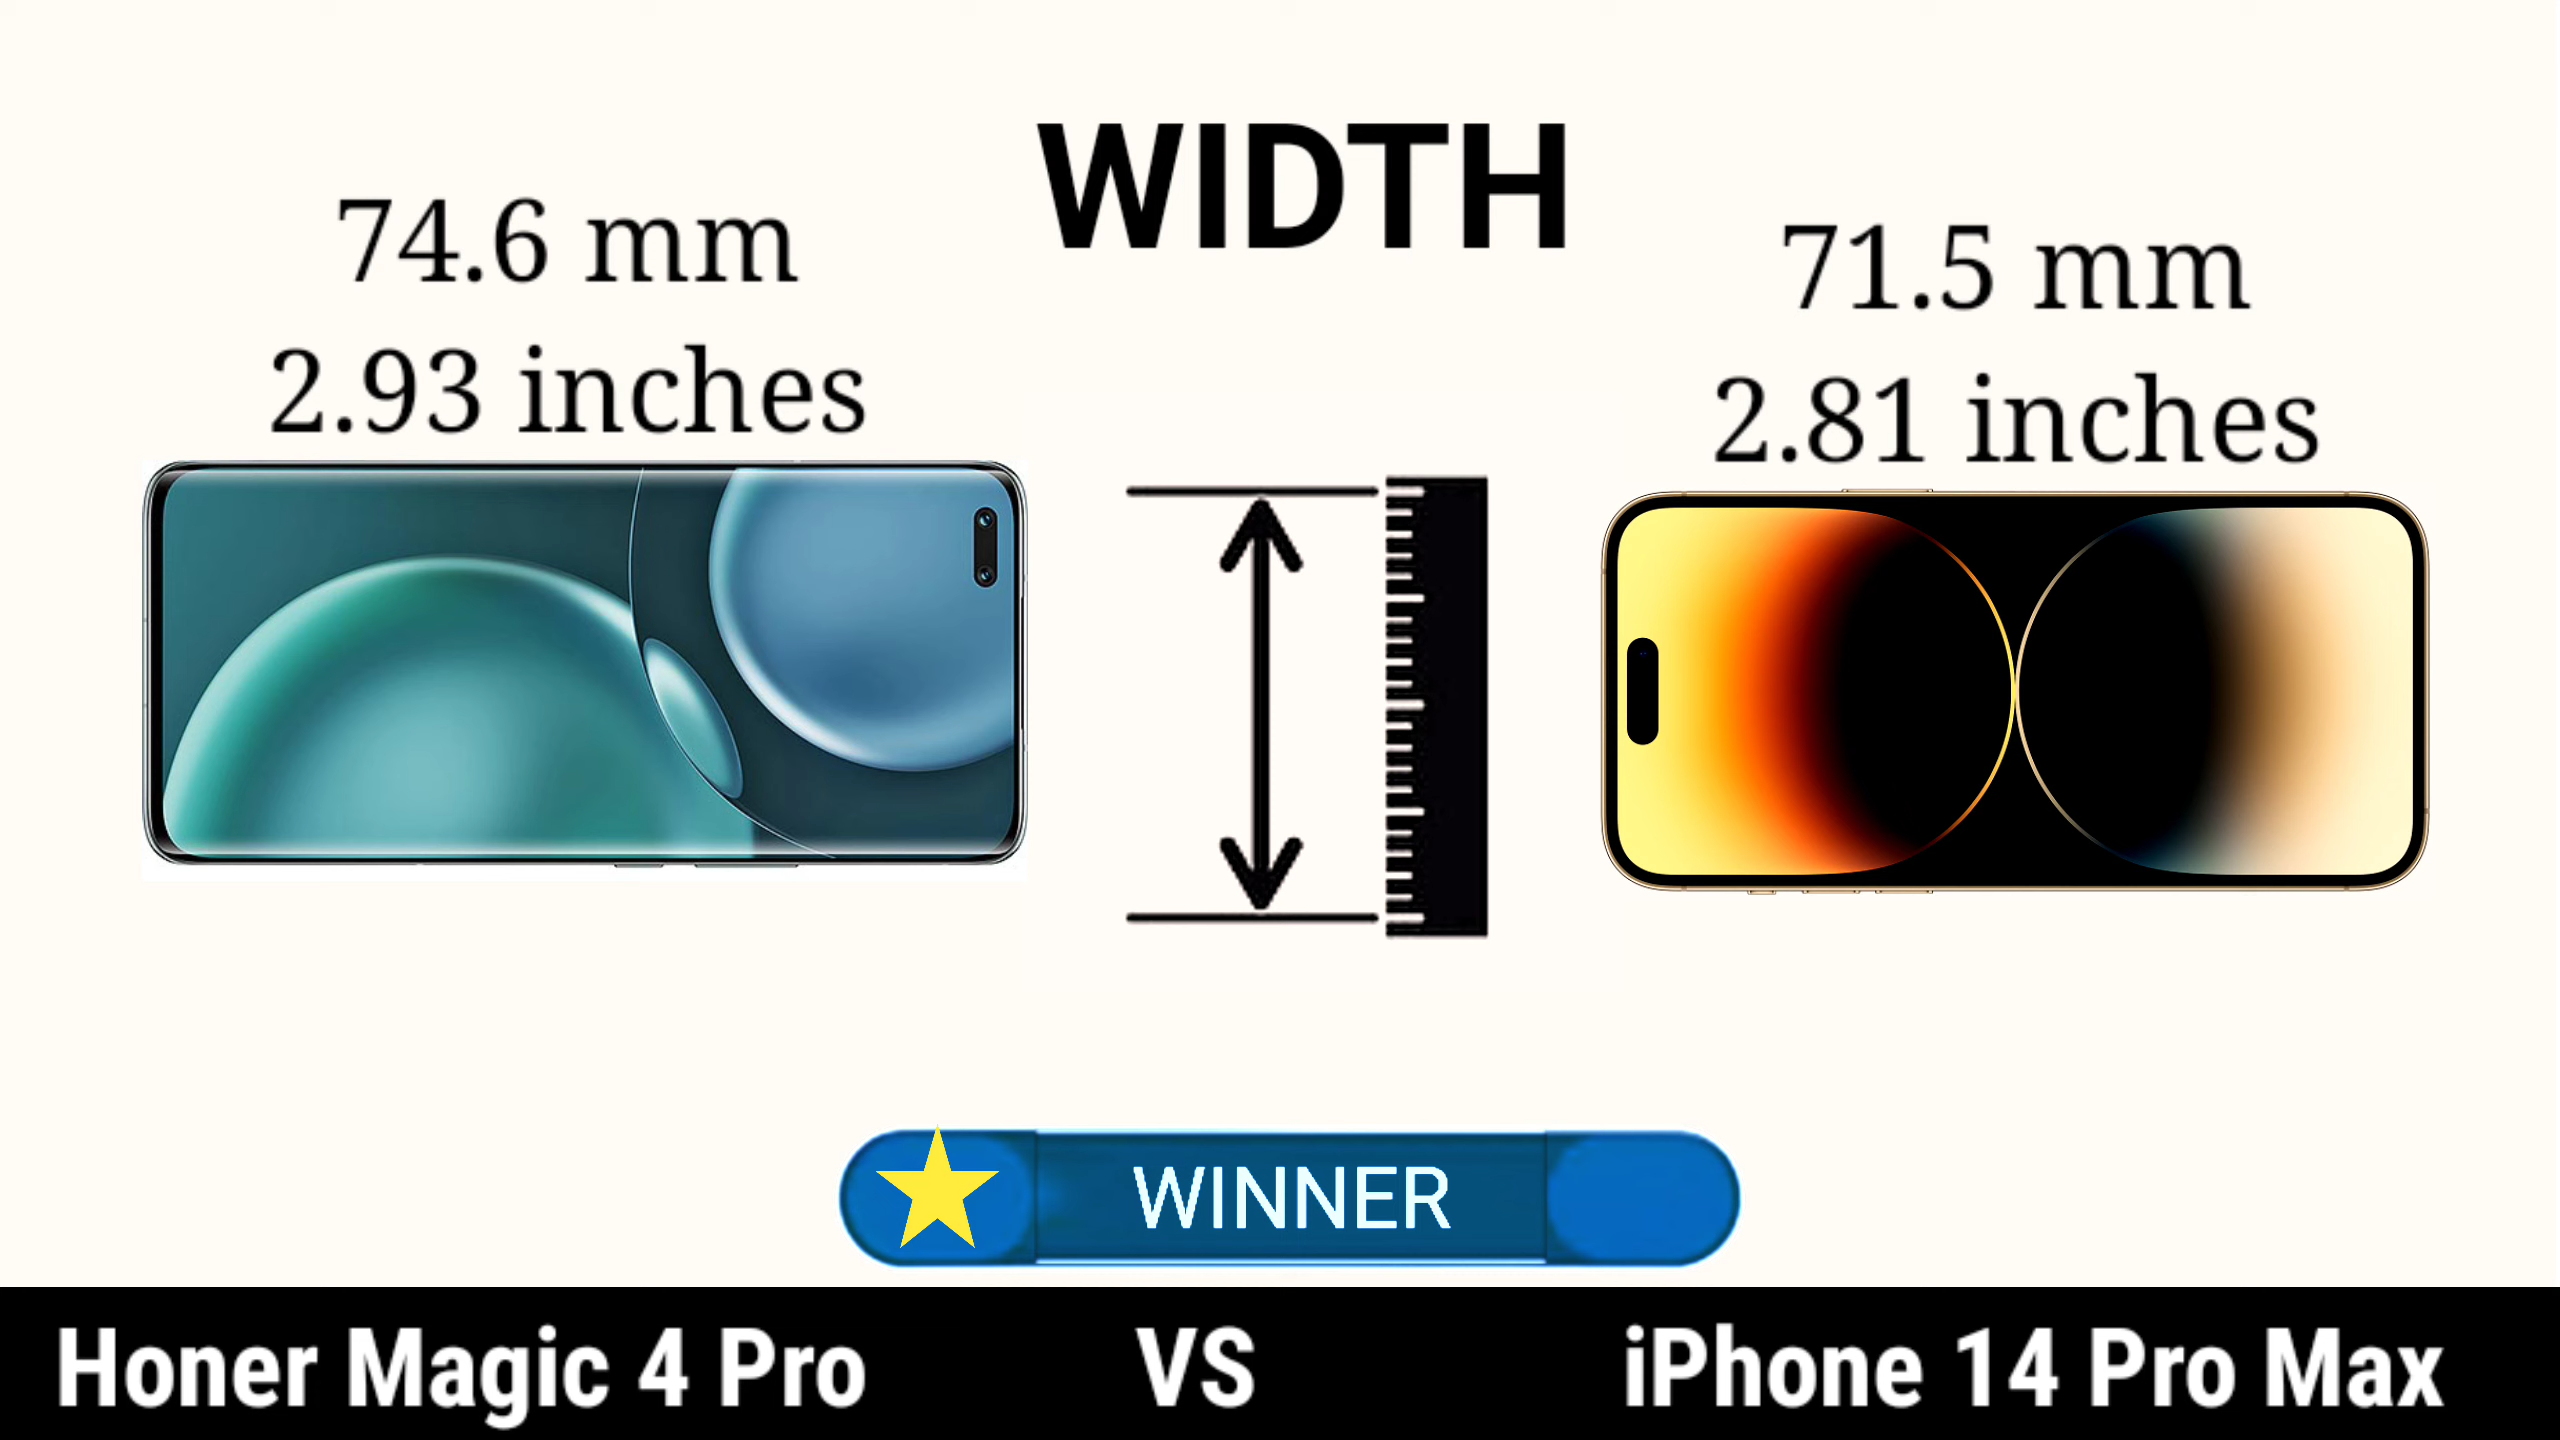 WIDTH
74.6 mm
2.93 inches
71.5 mm
2.81 inches
WINNER
Honer Magic 4 Pro
VS
iPhone 14 Pro Max